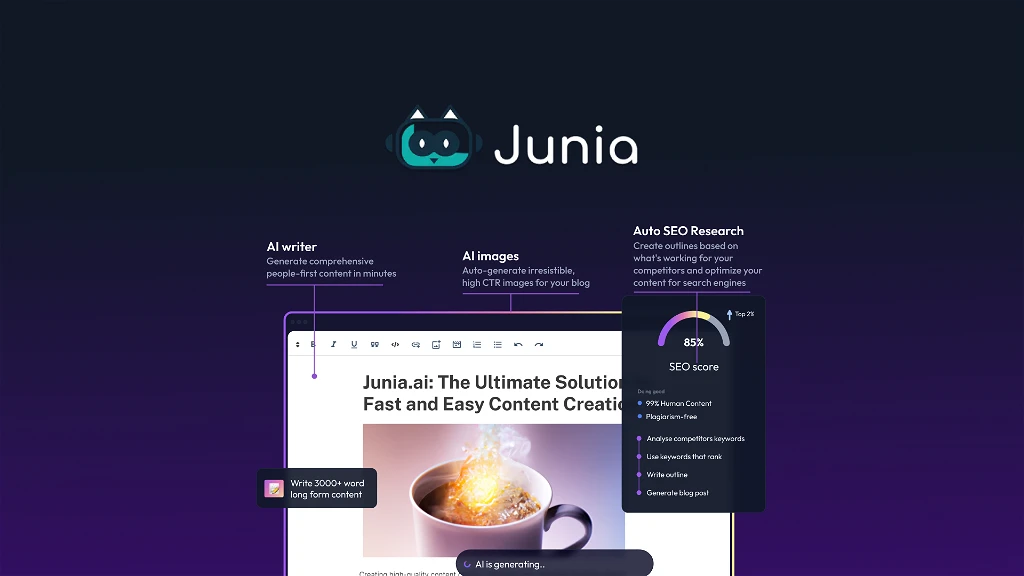 Junia
AI writer
Generate comprehensive
people-first content in minutes
AI images
Auto-generate irresistible,
high CTR images for your blog
Auto SEO Research
Create outlines based on
what's working for your
competitors and optimize your
content for search engines
Top 2%
85%
SEO score
Doing good
99% Human Content
Plagiarism-free
Analyse competitors keywords
Use keywords that rank
Write outline
Generate blog post
B I U
Junia.ai: The Ultimate Solution
Fast and Easy Content Creatio
Write 3000+ word
long form content
AI is generating..
Creating high-quality content